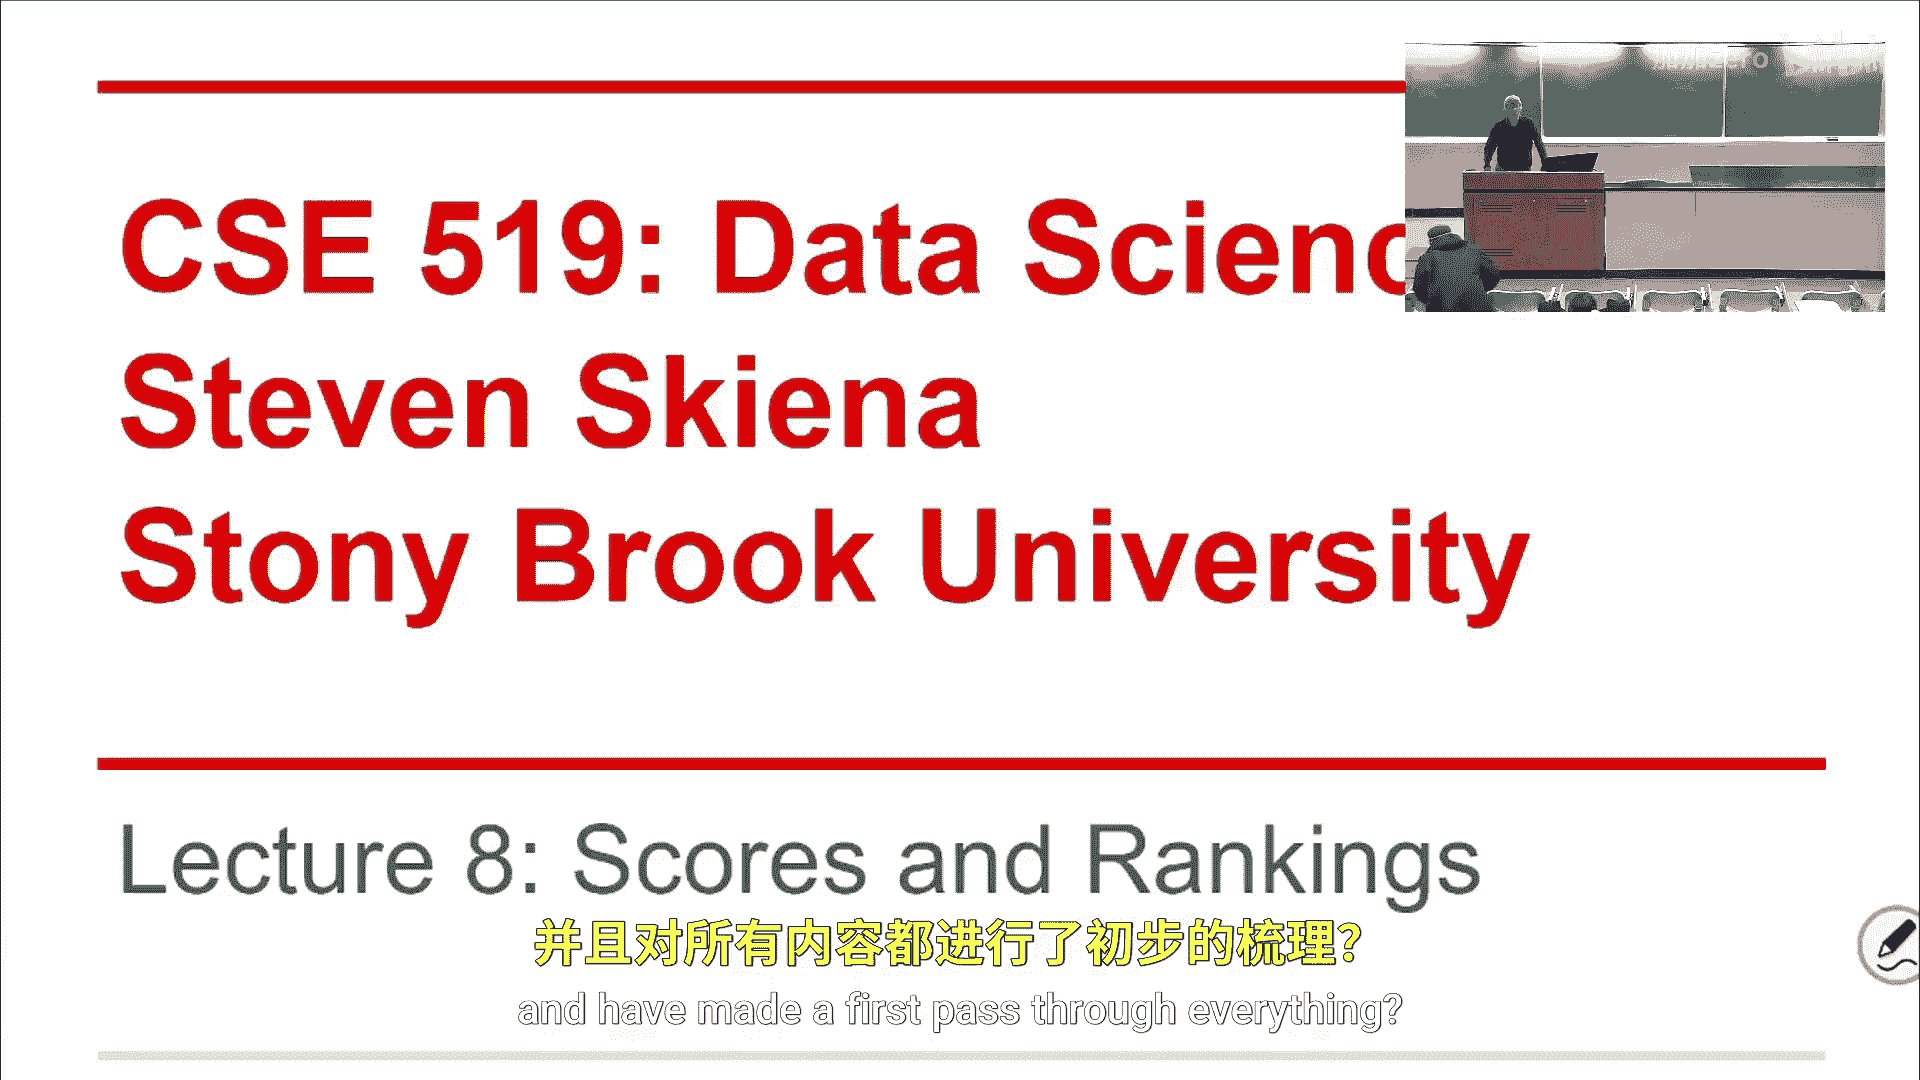 CSE 519: Data Scienc
Steven Skiena
Stony Brook University
Lecture 8: Scores and Rankings
并且对所有内容都进行了初步的梳理?
and have made a first pass through everything?